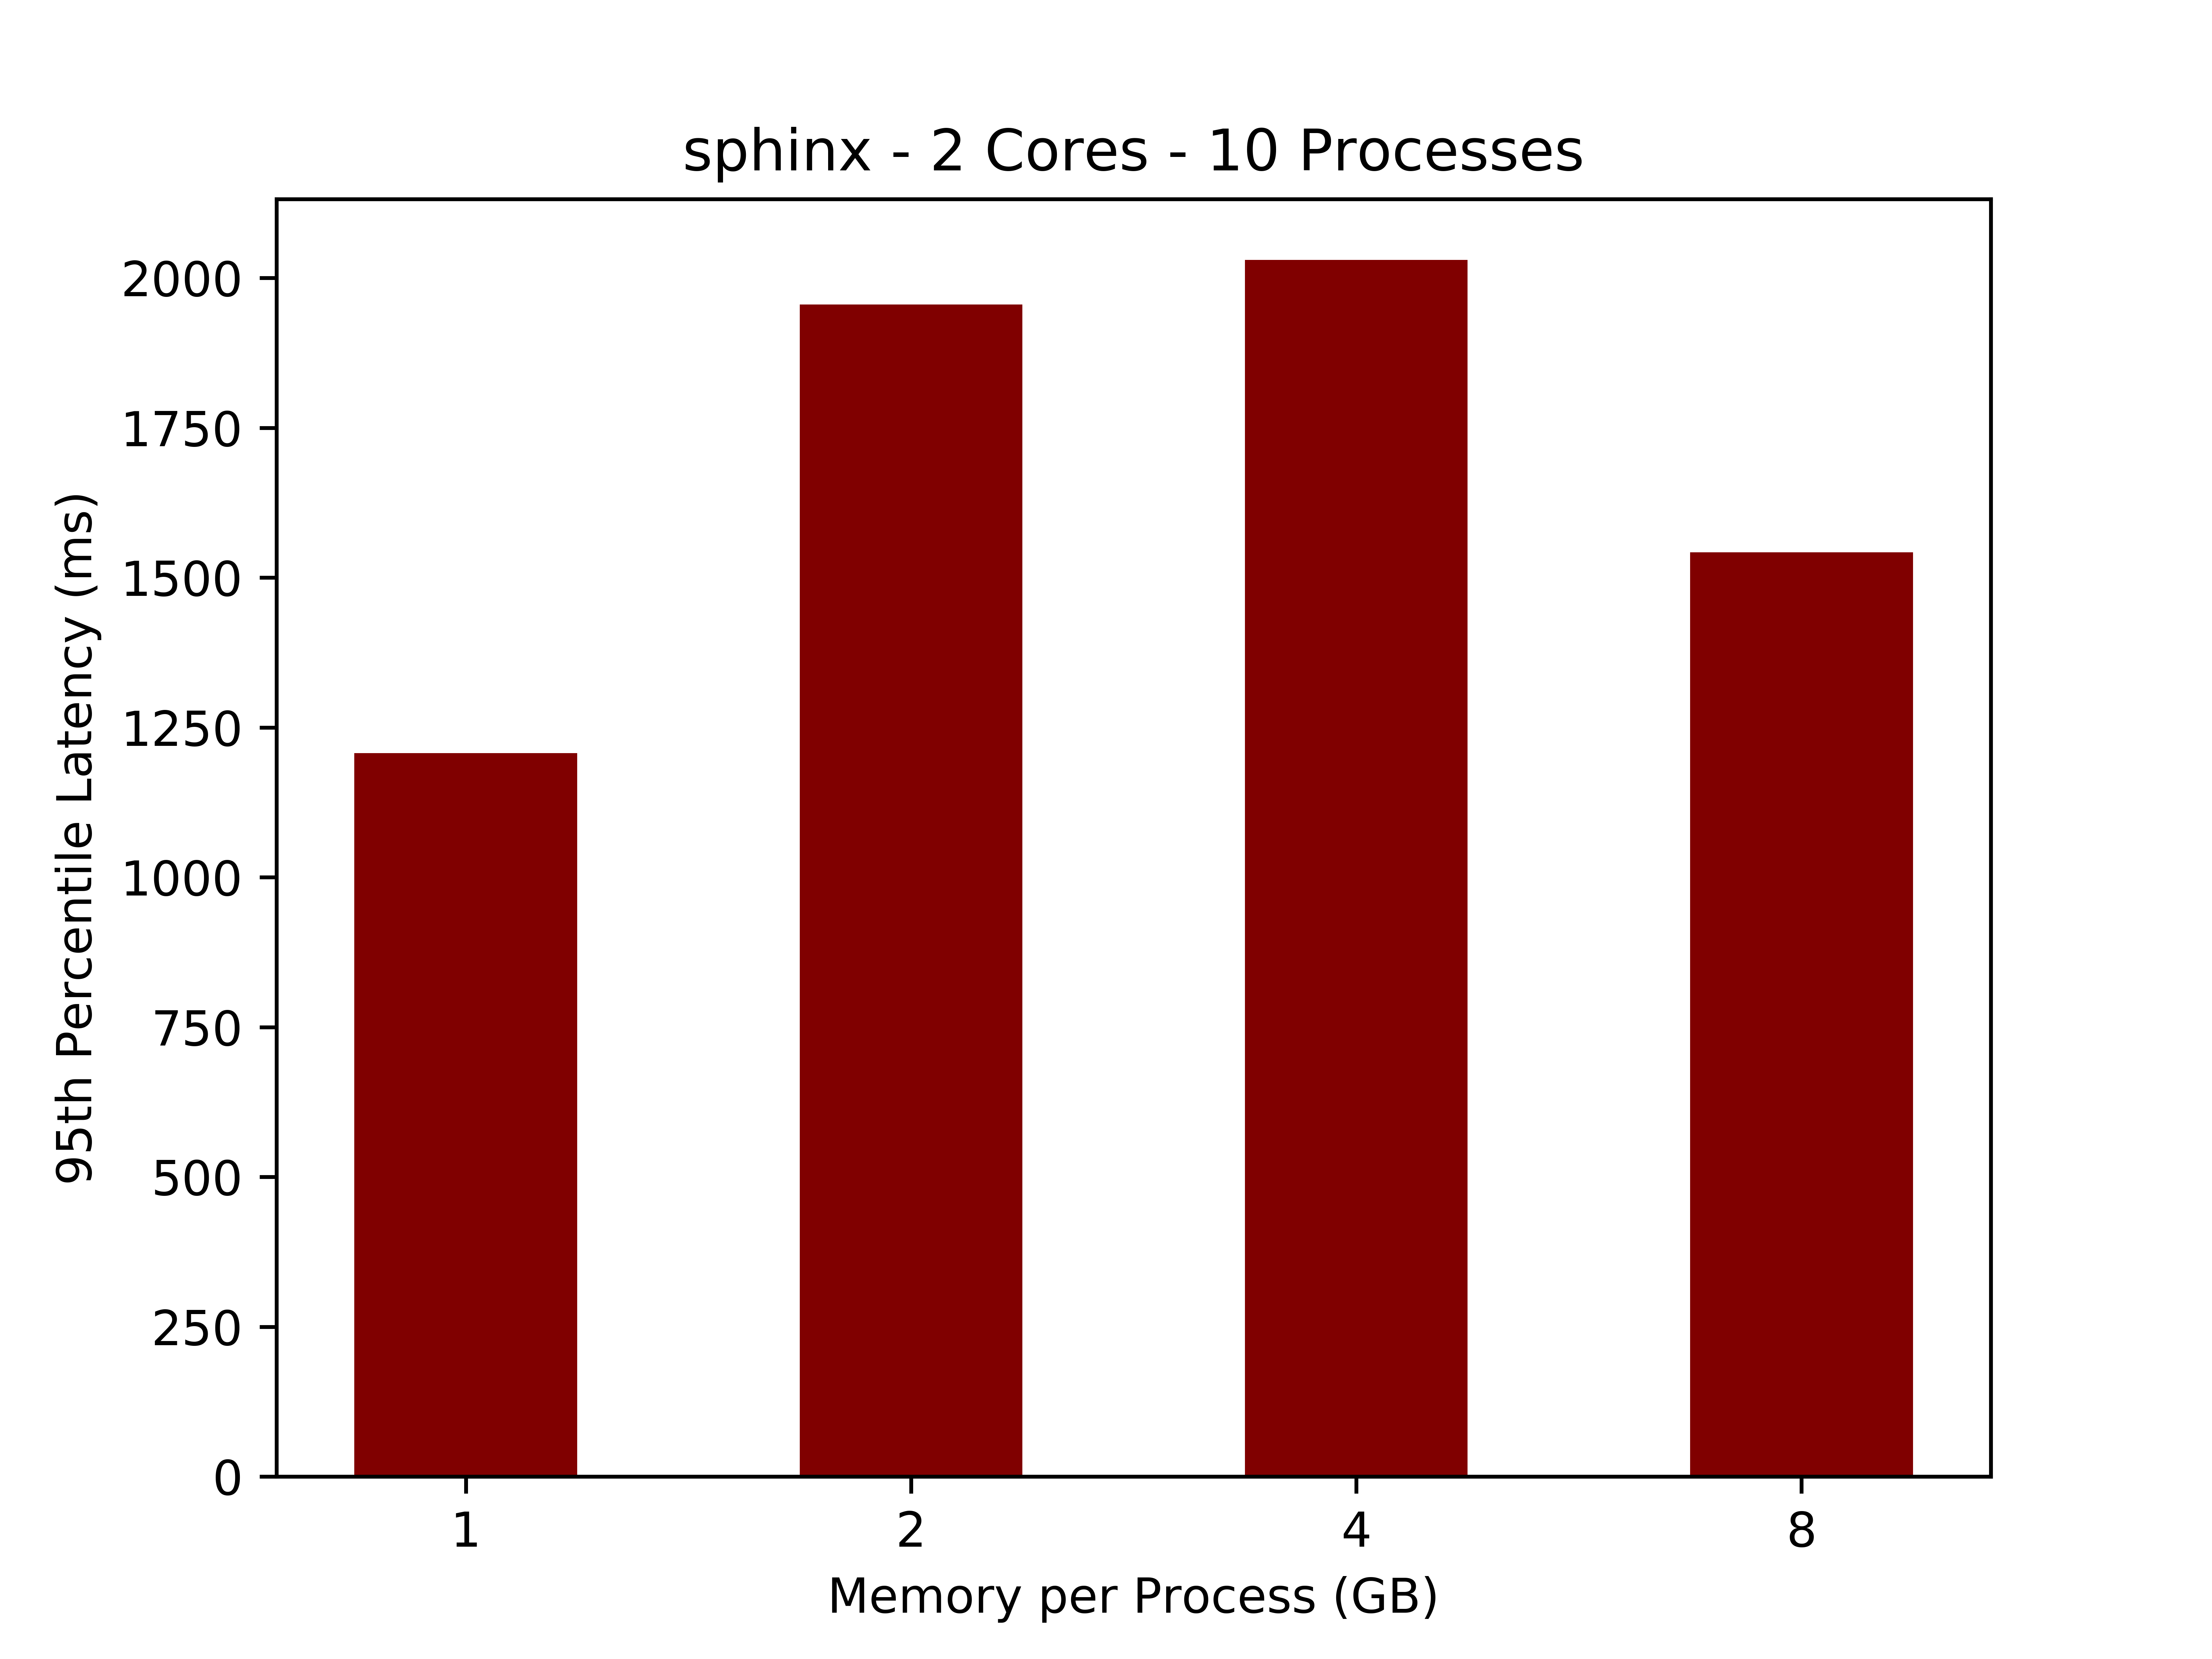 sphinx - 2 Cores - 10 Processes
95th Percentile Latency (ms)
2000
1750
1500
1250
1000
750
500
250
0
1 2 4 8
Memory per Process (GB)